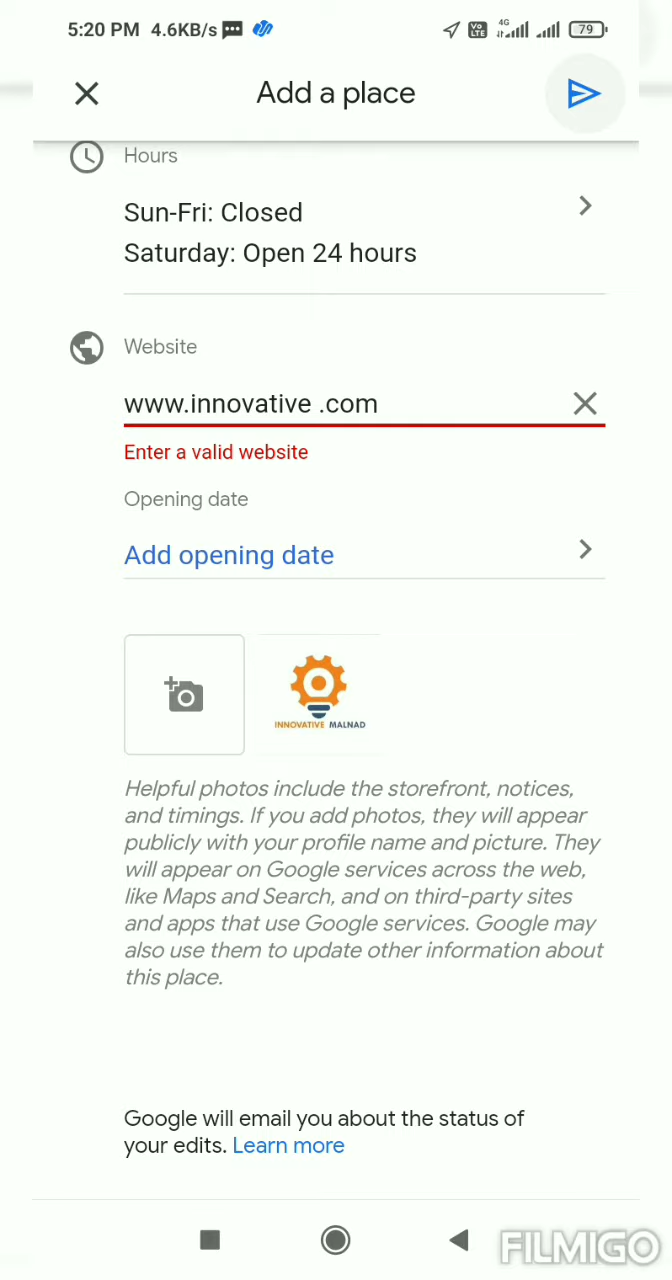 5:20 PM 4.6KB/s
Vo LTE 4G 79
Add a place
Hours
Sun-Fri: Closed
Saturday: Open 24 hours
Website
www.innovative .com
Enter a valid website
Opening date
Add opening date
INNOVATIVE MALNAD
Helpful photos include the storefront, notices,
and timings. If you add photos, they will appear
publicly with your profile name and picture. They
will appear on Google services across the web,
like Maps and Search, and on third-party sites
and apps that use Google services. Google may
also use them to update other information about
this place.
Google will email you about the status of
your edits. Learn more
FILMIGO